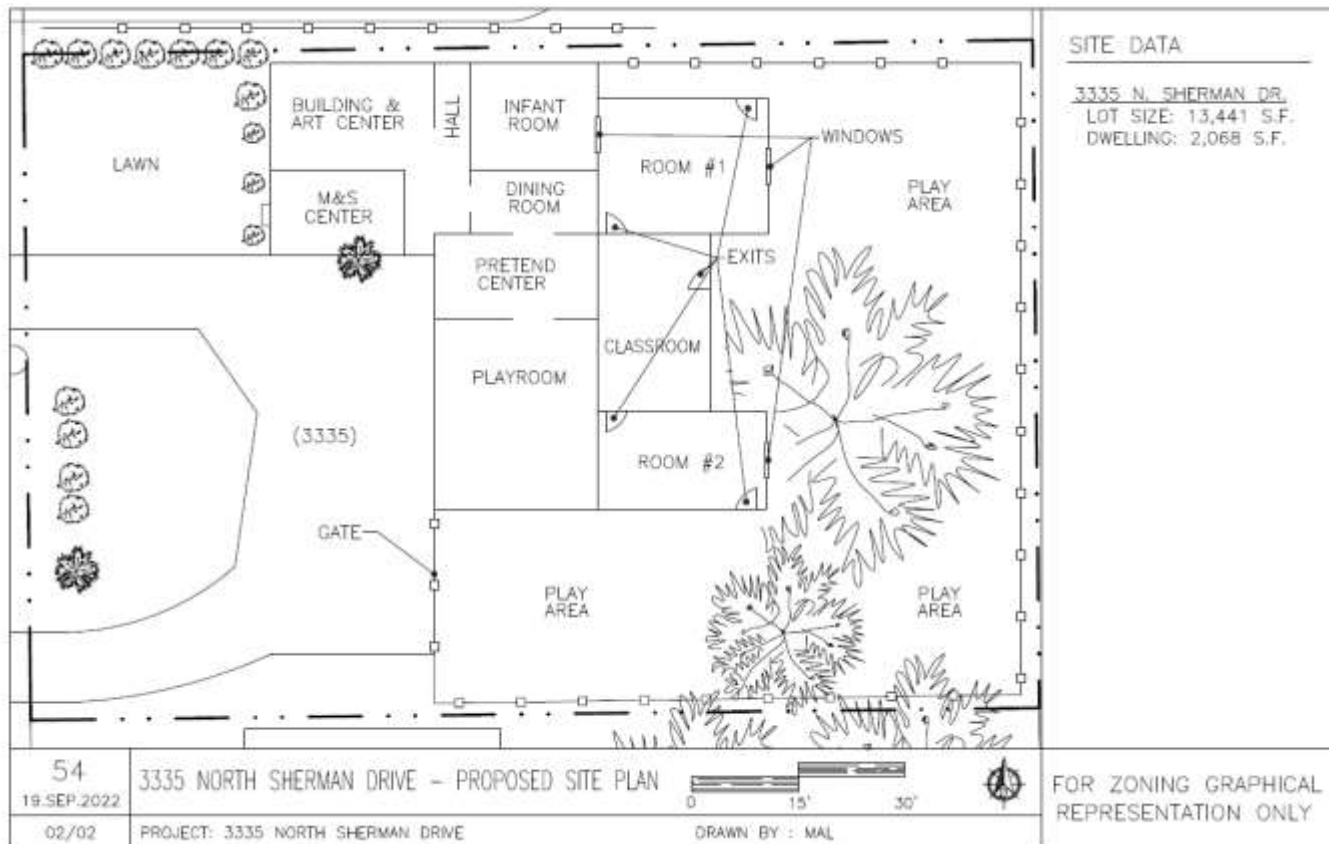 SITE DATA
3335 N. SHERMAN DR.
LOT SIZE: 13,441 S.F.
DWELLING: 2,068 S.F.
BUILDING &
ART CENTER
HALL
INFANT
ROOM
WINDOWS
LAWN
ROOM #1
M&S
CENTER
DINING
ROOM
PLAY
AREA
EXITS
PRETEND
CENTER
CLASSROOM
PLAYROOM
(3335)
ROOM #2
GATE
PLAY
AREA
PLAY
AREA
54
19.SEP.2022
3335 NORTH SHERMAN DRIVE - PROPOSED SITE PLAN
0 15' 30'
FOR ZONING GRAPHICAL
REPRESENTATION ONLY
02/02
PROJECT: 3335 NORTH SHERMAN DRIVE
DRAWN BY : MAL